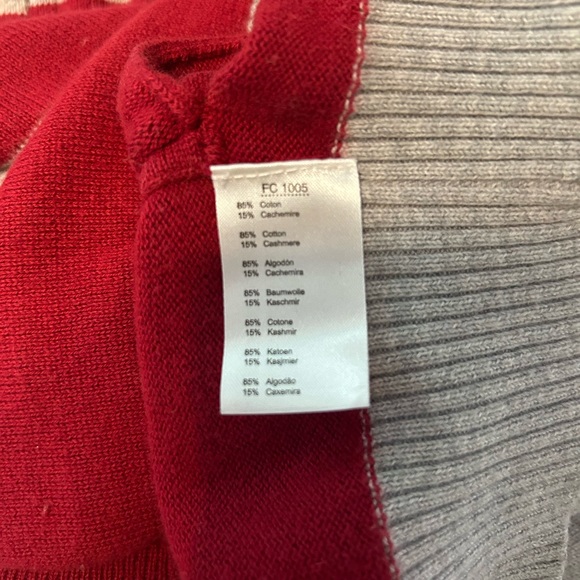 FC 1005
85% Coton
15% Cachemire
85% Cotton
15% Cashmere
85% Algodón
15% Cachemira
85% Baumwolle
15% Kaschmir
85% Cotone
15% Kashmir
85% Katoen
15% Kasjmier
85% Algodão
15% Caxemira